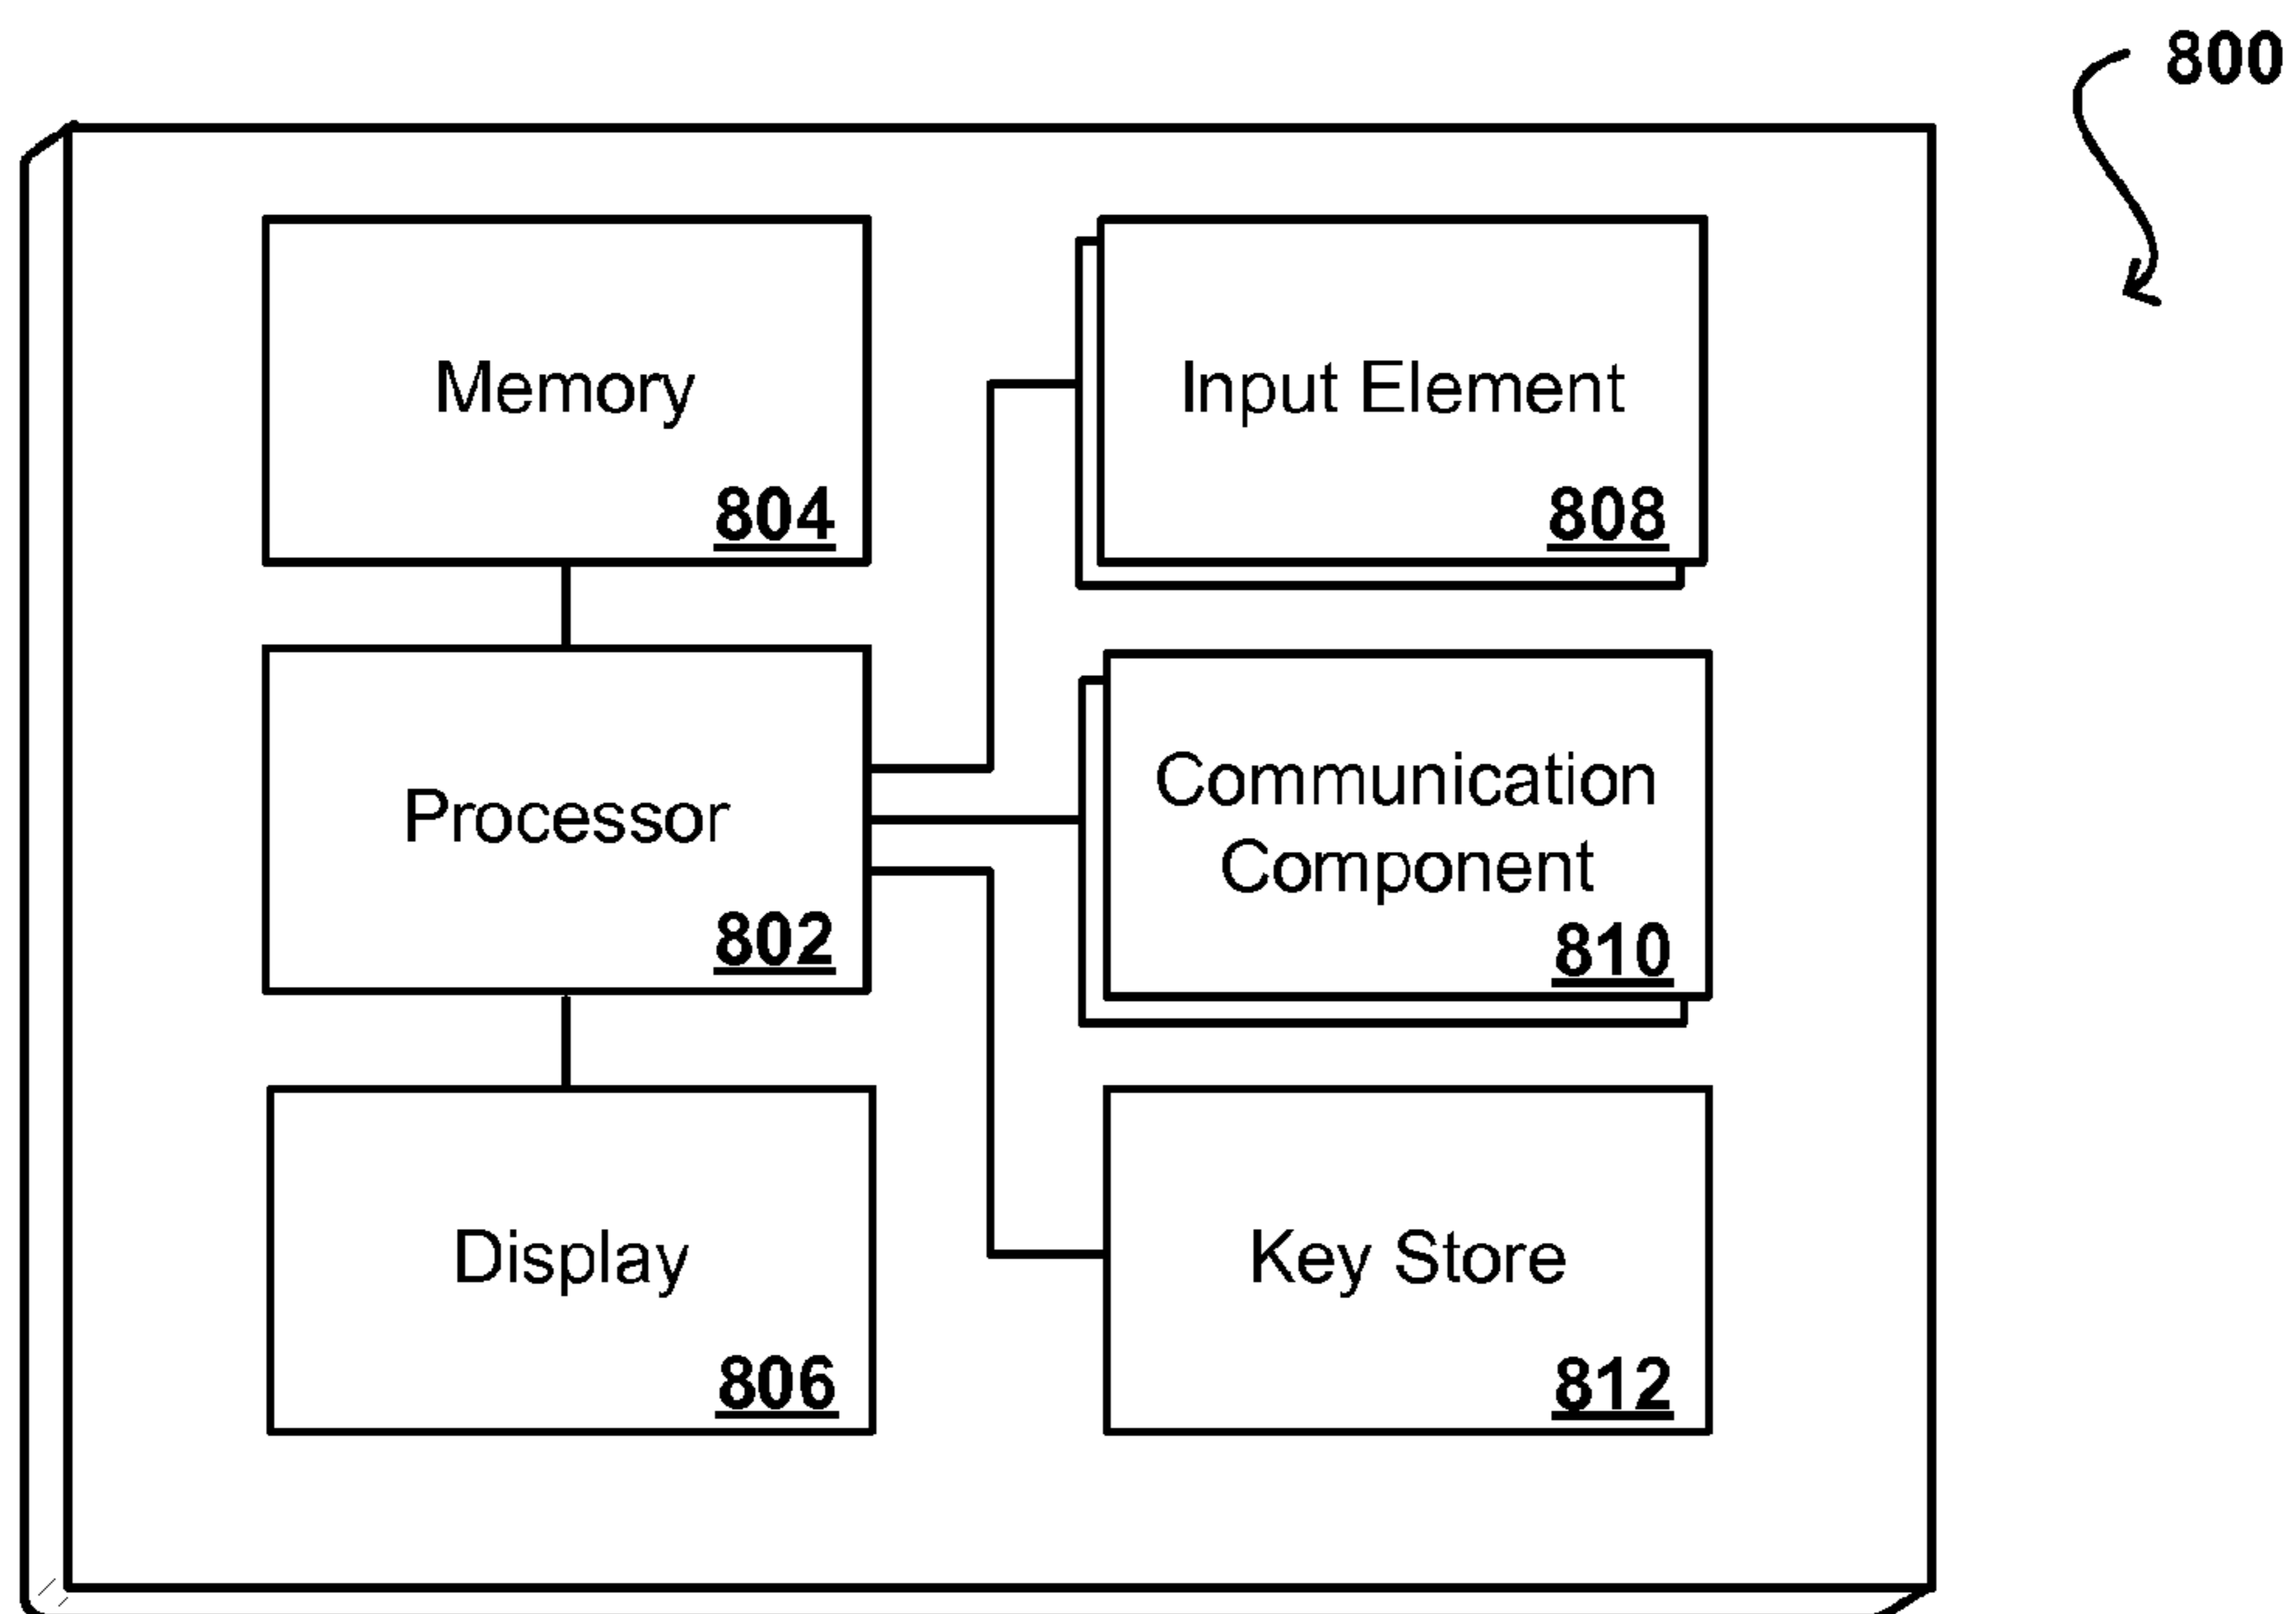 800
Memory
804
Input Element
808
Processor
802
Communication
Component
810
Display
806
Key Store
812